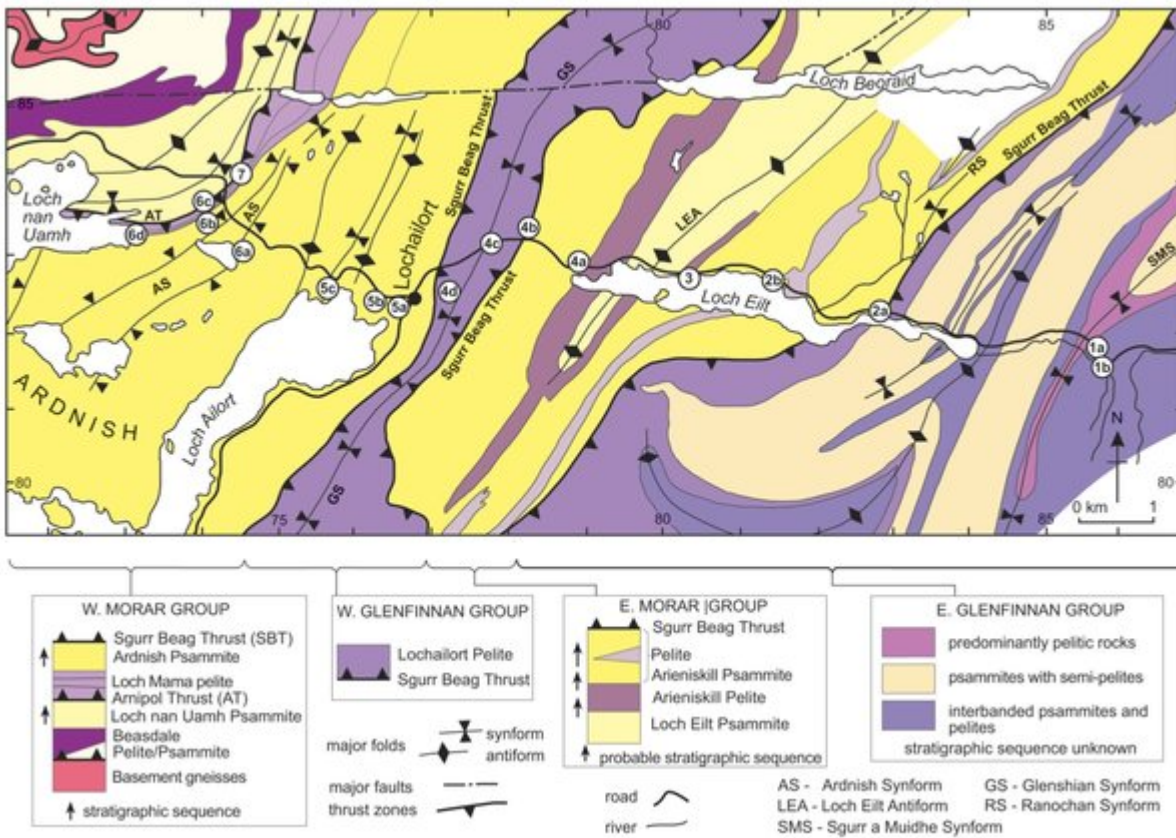 80
85
GS
Loch Beoraid
85
Sgurr Beag Thrust
Sgurr Beag Thrust
RS
7
Loch
nan
Uamh
6c
AT
6b
AS
6d
6a
AS
LEA
SMS
Lochailort
4b
4c
4a
3
2b
Loch Eilt
5c
5b
5a
4d
Sgurr Beag Thrust
2a
1a
1b
ARDNISH
Loch Ailort
N
80
GS
75
80
85
80
0 km 1
W. MORAR GROUP
Sgurr Beag Thrust (SBT)
Ardnish Psammite
Loch Mama pelite
Arnipol Thrust (AT)
Loch nan Uamh Psammite
Beasdale
Pelite/Psammite
Basement gneisses
stratigraphic sequence
W. GLENFINNAN GROUP
Lochailort Pelite
Sgurr Beag Thrust
major folds
synform
antiform
major faults
thrust zones
E. MORAR |GROUP
Sgurr Beag Thrust
Pelite
Arieniskill Psammite
Arieniskill Pelite
Loch Eilt Psammite
probable stratigraphic sequence
road
river
E. GLENFINNAN GROUP
predominantly pelitic rocks
psammites with semi-pelites
interbanded psammites and
pelites
stratigraphic sequence unknown
AS - Ardnish Synform
GS - Glenshian Synform
LEA - Loch Eilt Antiform
RS - Ranochan Synform
SMS - Sgurr a Muidhe Synform